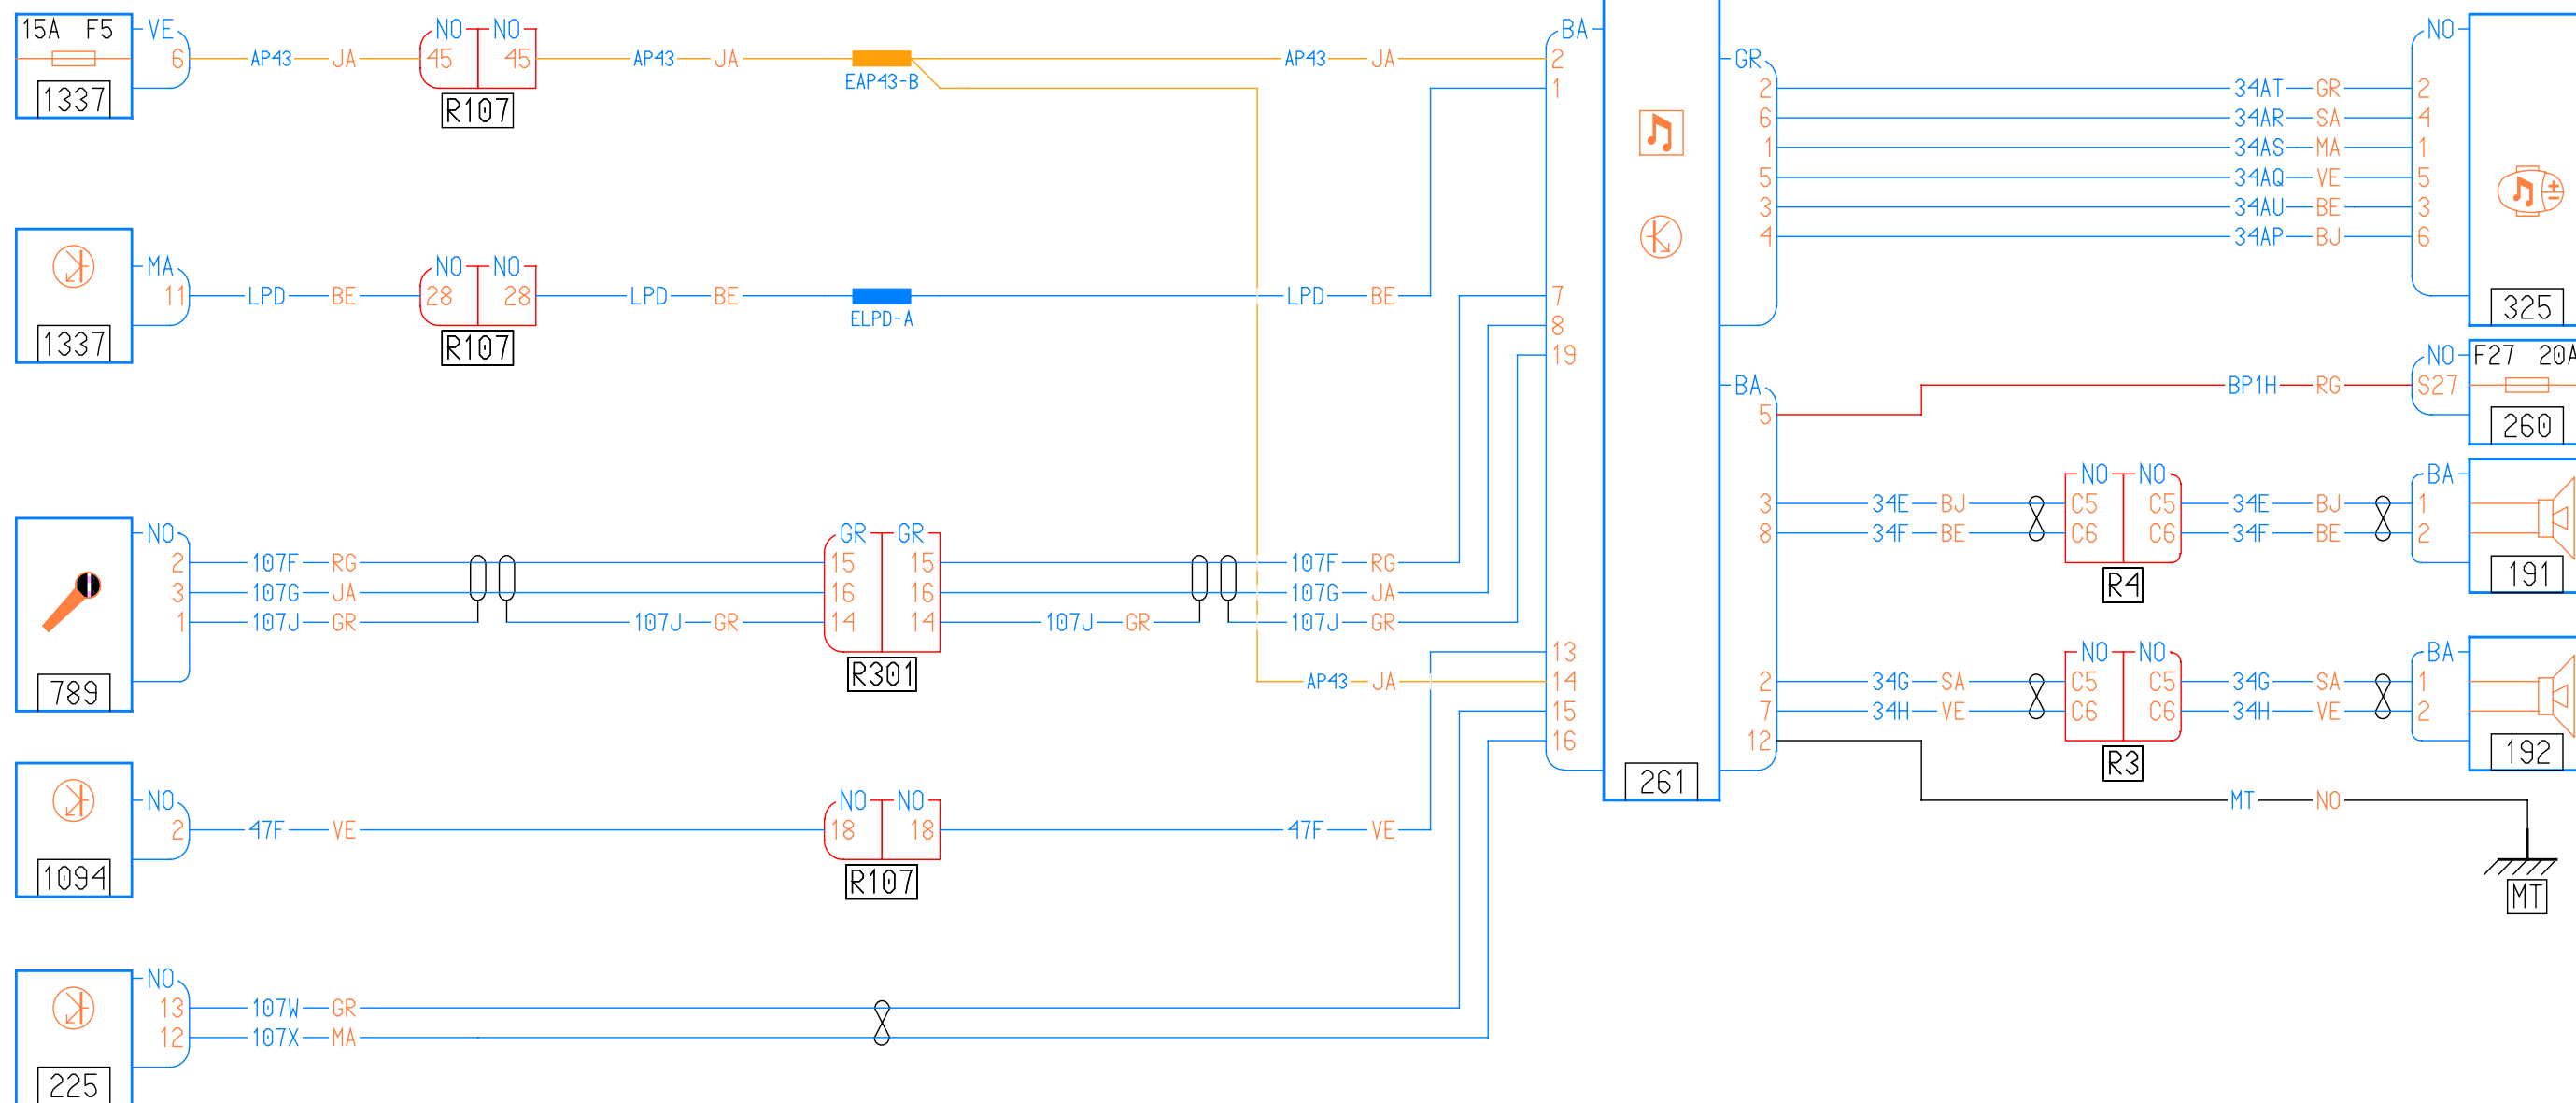 15A F5 VE NO NO BA NO
6 AP43 JA 45 45 AP43 JA AP43 JA 2 GR
1337 R107 EAP43-B 1 2 34AT GR 2
6 34AR SA 4
1 34AS MA 1
5 34AQ VE 5
3 34AU BE 3
4 34AP BJ 6
MA NO NO
11 LPD BE 28 28 LPD BE LPD BE 7
1337 R107 ELPD-A 8 325
19 NO F27 20A
BA BP1H RG S27
5 260
NO NO BA
3 34E BJ C5 C5 34E BJ 1
NO GR GR 8 34F BE C6 C6 34F BE 2
2 107F RG 15 15 107F RG R4 191
3 107G JA 16 16 107G JA
1 107J GR 107J GR 14 14 107J GR 107J GR
789 R301 13 NO NO BA
AP43 JA 14 2 34G SA C5 C5 34G SA 1
15 7 34H VE C6 C6 34H VE 2
16 12 R3 192
261
NO NO NO MT NO
2 47F VE 18 18 47F VE
1094 R107 MT
NO
13 107W GR
12 107X MA
225